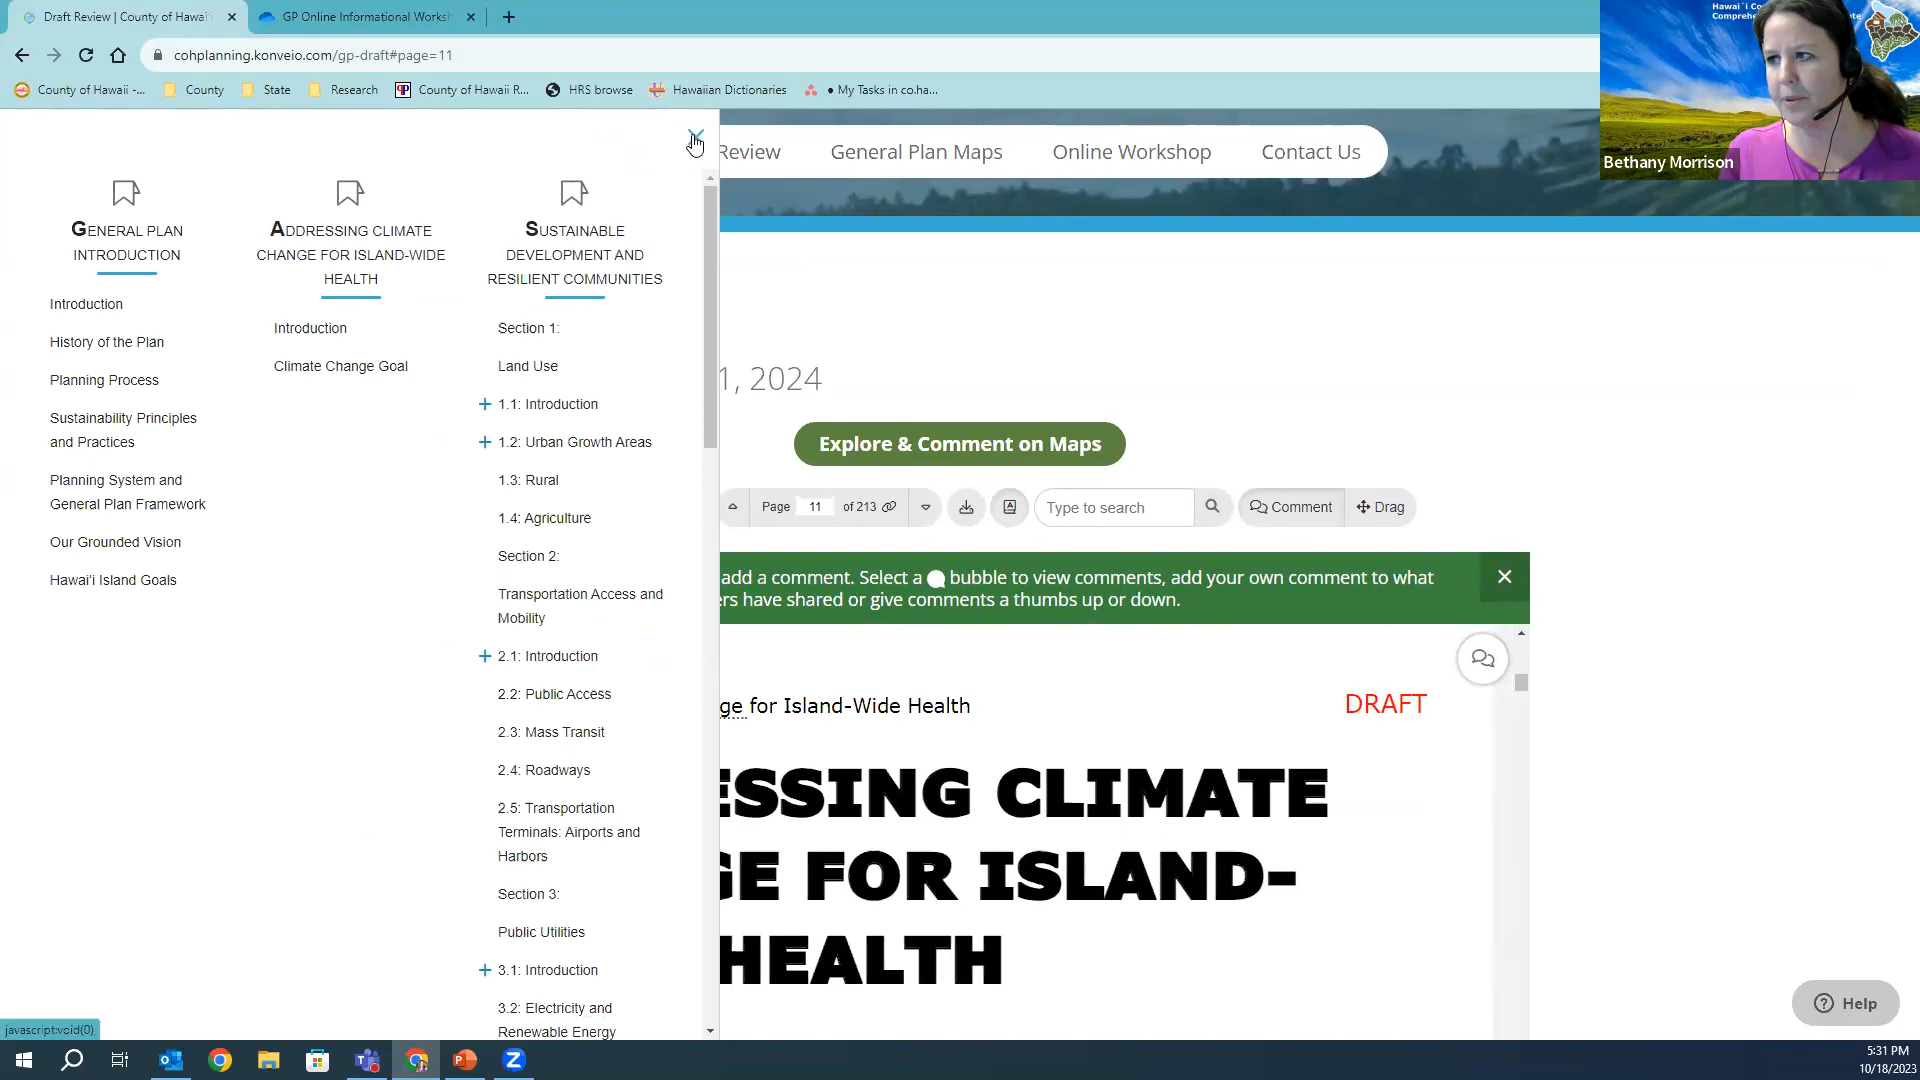 Draft Review | County of Hawai
GP Online Informational Worksh
cohplanning.konveio.com/gp-draft#page=11
County of Hawaii -...
County
State
Research
County of Hawaii R...
HRS browse
Hawaiian Dictionaries
● My Tasks in co.ha...
Bethany Morrison
Review
General Plan Maps
Online Workshop
Contact Us
GENERAL PLAN
INTRODUCTION
Introduction
History of the Plan
Planning Process
Sustainability Principles
and Practices
Planning System and
General Plan Framework
Our Grounded Vision
Hawai‘i Island Goals
ADDRESSING CLIMATE
CHANGE FOR ISLAND-WIDE
HEALTH
Introduction
Climate Change Goal
SUSTAINABLE
DEVELOPMENT AND
RESILIENT COMMUNITIES
Section 1:
Land Use
+ 1.1: Introduction
+ 1.2: Urban Growth Areas
1.3: Rural
1.4: Agriculture
Section 2:
Transportation Access and
Mobility
+ 2.1: Introduction
2.2: Public Access
2.3: Mass Transit
2.4: Roadways
2.5: Transportation
Terminals: Airports and
Harbors
Section 3:
Public Utilities
+ 3.1: Introduction
3.2: Electricity and
Renewable Energy
1, 2024
Explore & Comment on Maps
Page 11 of 213
Type to search
Comment
Drag
add a comment. Select a bubble to view comments, add your own comment to what
rs have shared or give comments a thumbs up or down.
ge for Island-Wide Health
DRAFT
ESSING CLIMATE
GE FOR ISLAND-
HEALTH
Help
javascript:void(0)
5:31 PM
10/18/2023